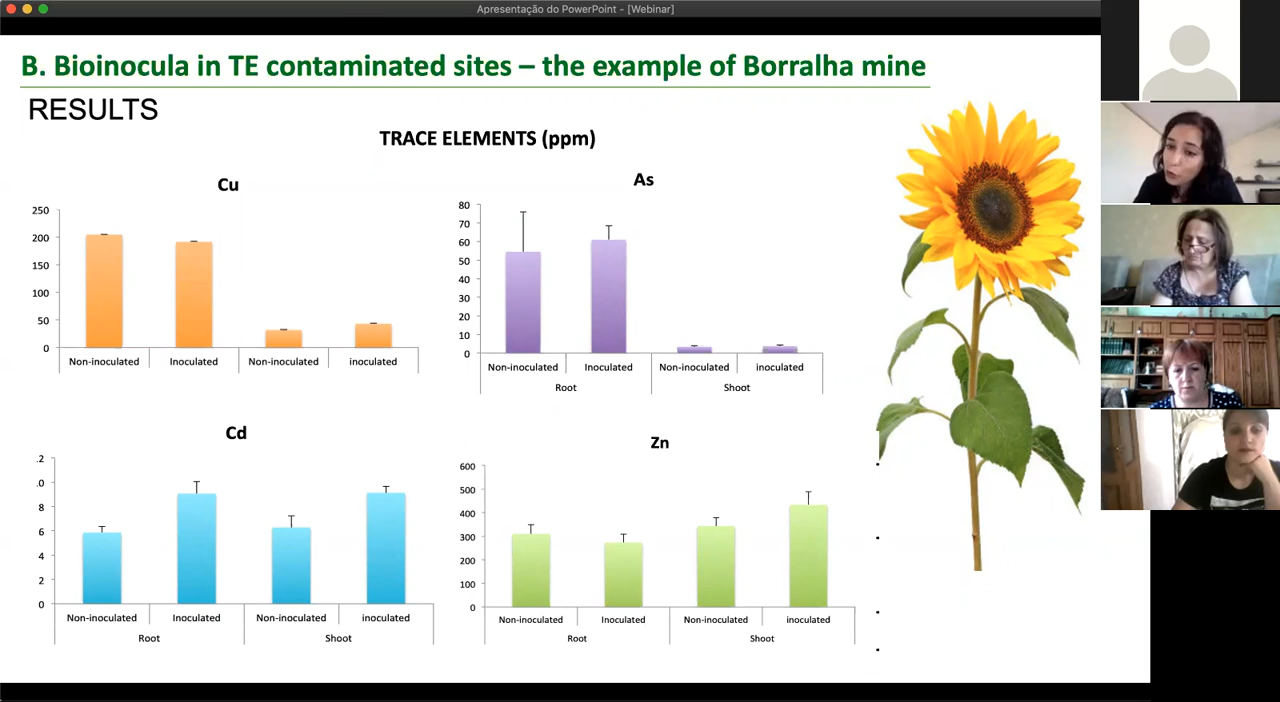 Apresentação do PowerPoint - [Webinar]
B. Bioinocula in TE contaminated sites – the example of Borralha mine
RESULTS
TRACE ELEMENTS (ppm)
Cu
250
200
150
100
50
0
Non-inoculated Inoculated Non-inoculated inoculated
As
80
70
60
50
40
30
20
10
0
Non-inoculated Inoculated Non-inoculated inoculated
Root Shoot
Cd
.2
.0
8
6
4
2
0
Non-inoculated Inoculated Non-inoculated inoculated
Root Shoot
Zn
600
500
400
300
200
100
0
Non-inoculated Inoculated Non-inoculated inoculated
Root Shoot